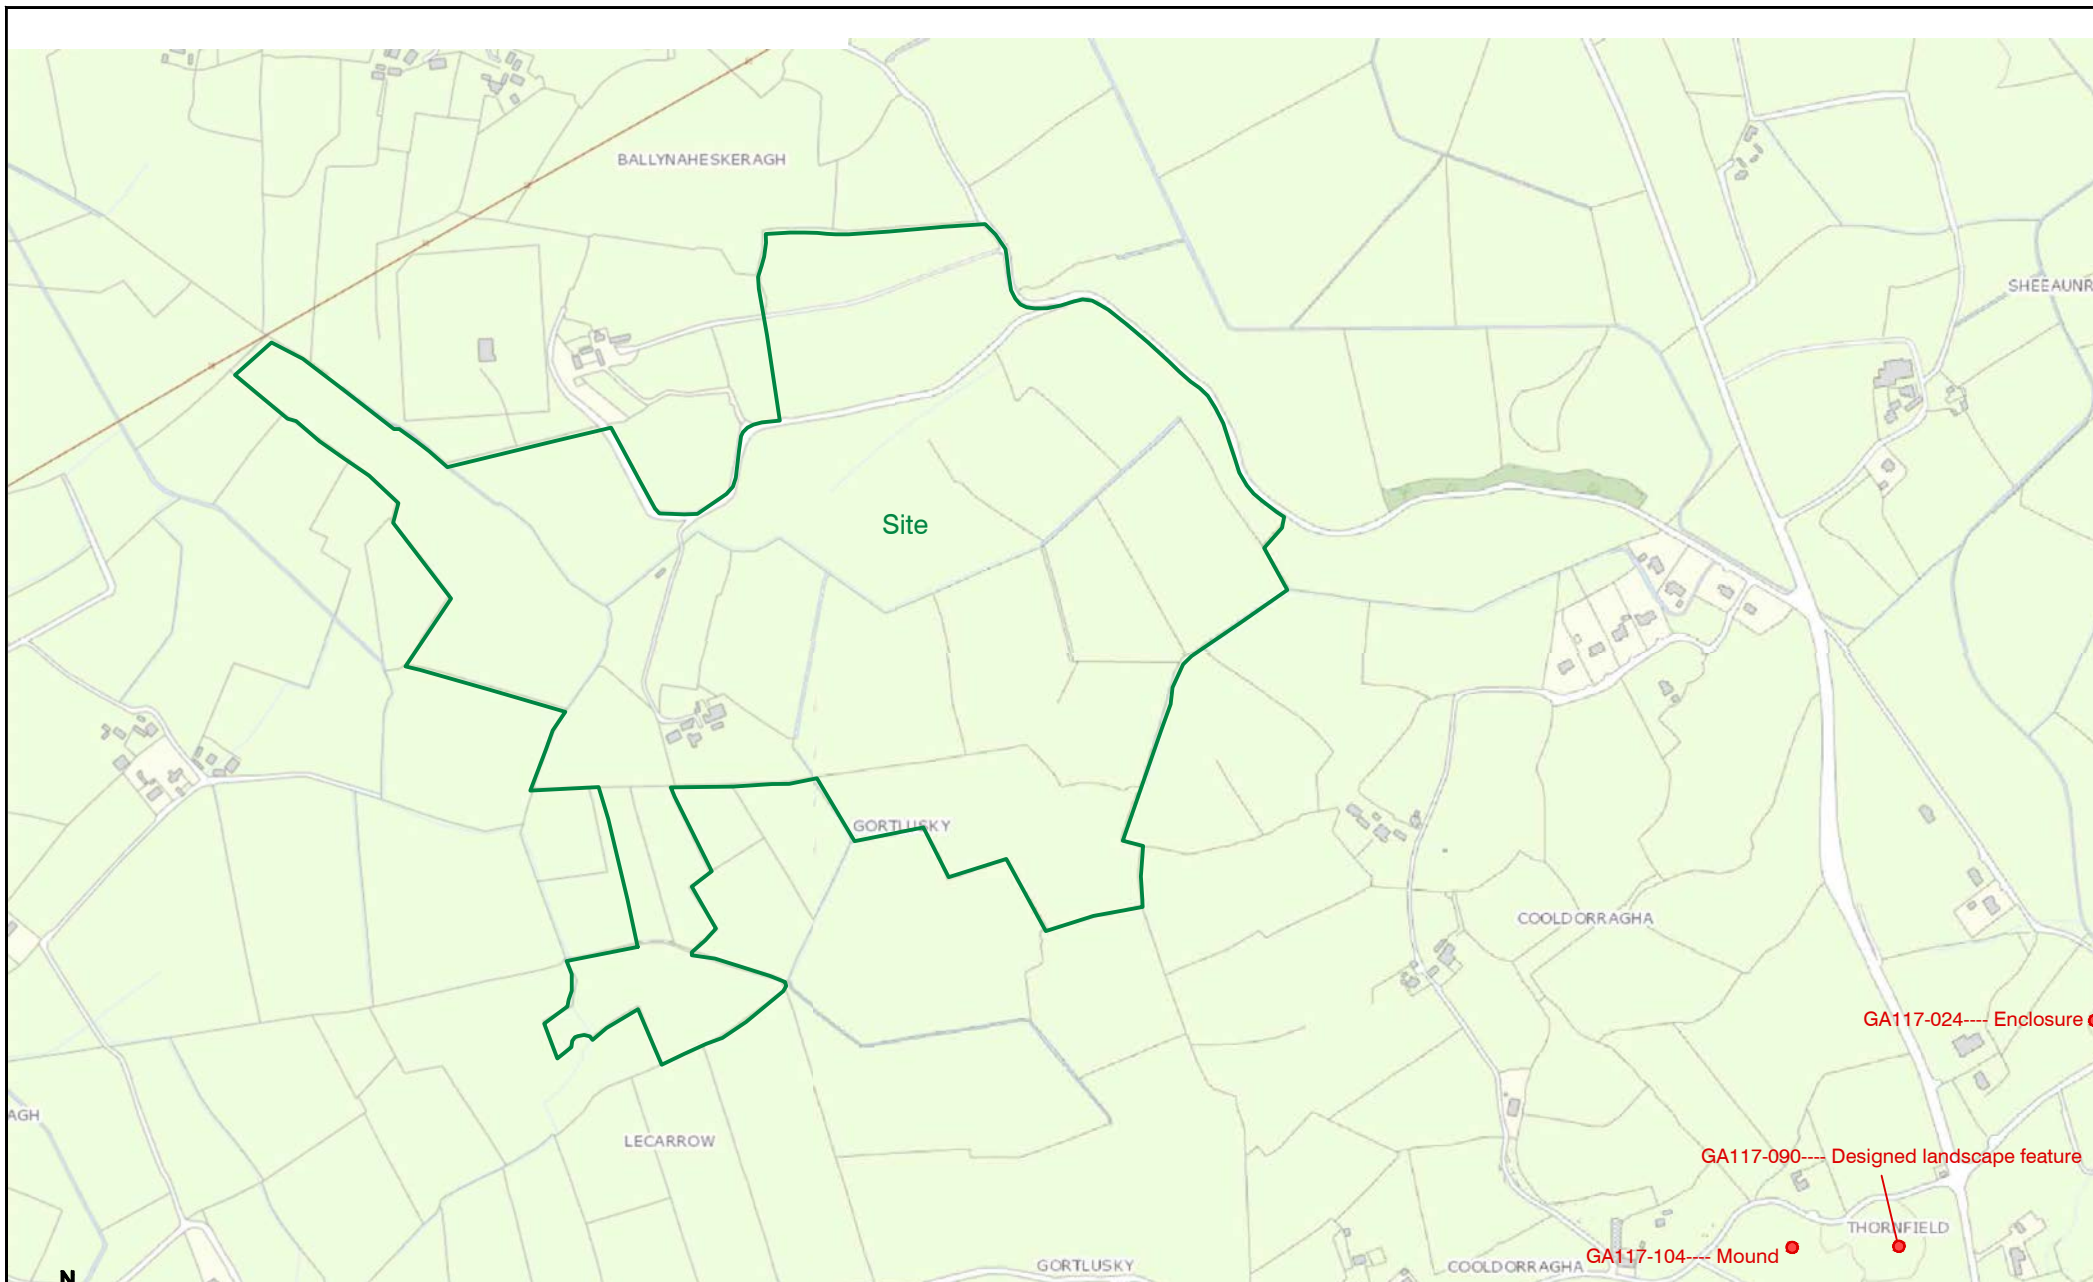 BALLYNAHESKERAGH
SHEEAUNR
Site
GORTLUSKY
COOLDORRAGHA
GA117-024---- Enclosure
AGH
LECARROW
GA117-090---- Designed landscape feature
THORNFIELD
GA117-104---- Mound
GORTLUSKY
COOLDORRAGHA
N